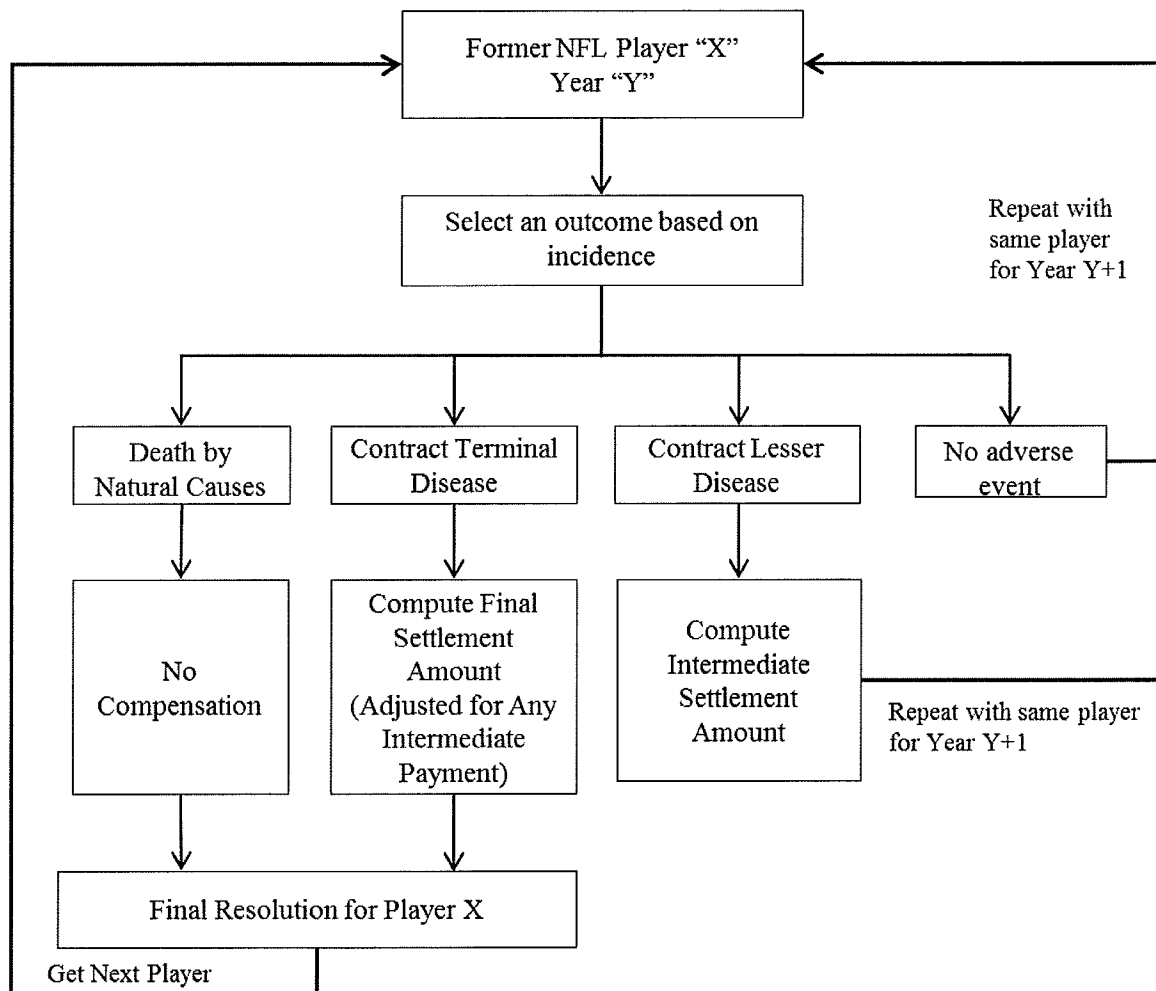 Former NFL Player “X”
Year “Y”
Select an outcome based on
incidence
Repeat with
same player
for Year Y+1
Death by
Natural Causes
Contract Terminal
Disease
Contract Lesser
Disease
No adverse
event
No
Compensation
Compute Final
Settlement
Amount
(Adjusted for Any
Intermediate
Payment)
Compute
Intermediate
Settlement
Amount
Repeat with same player
for Year Y+1
Final Resolution for Player X
Get Next Player